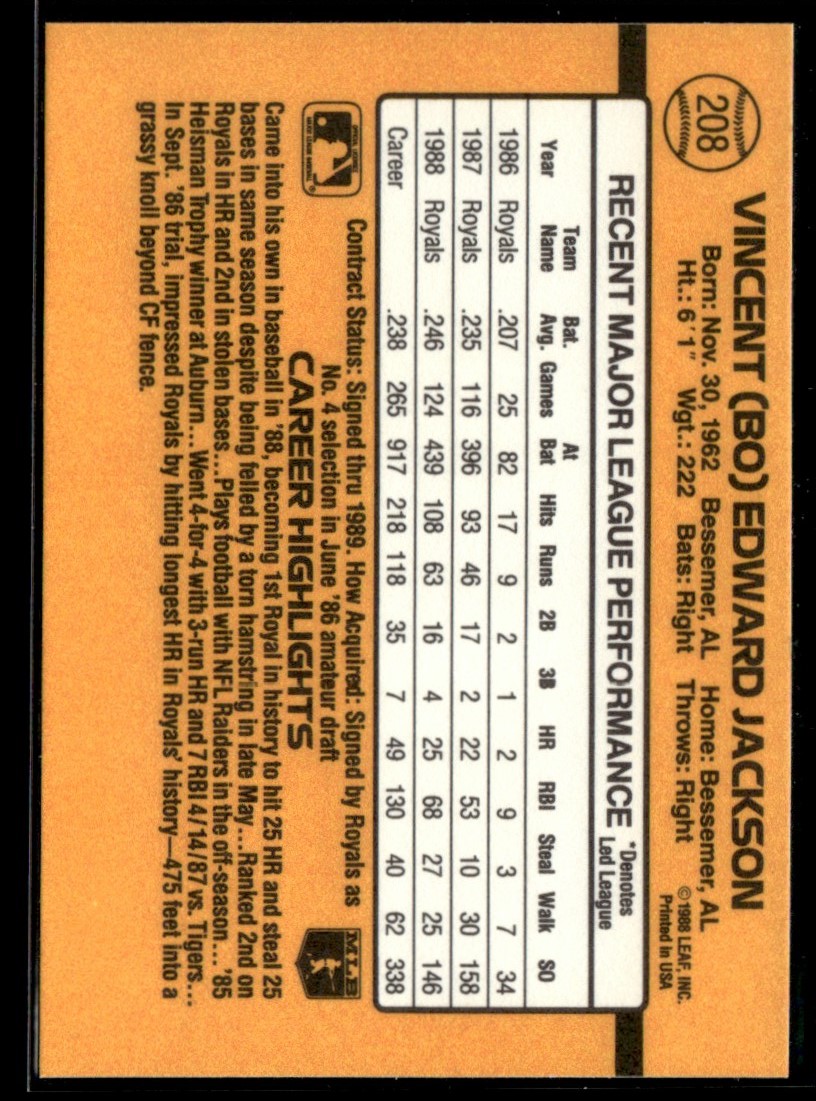 208
VINCENT (BO) EDWARD JACKSON
Born: Nov. 30, 1962 Bessemer, AL Home: Bessemer, AL
Ht.: 6'1" Wgt.: 222 Bats: Right Throws: Right
© 1988 LEAF, INC.
Printed in USA
RECENT MAJOR LEAGUE PERFORMANCE *Denotes
Led League
Year Team Name Bat. Avg. Games At Bat Hits Runs 2B 3B HR RBI Steal Walk SO
1986 Royals .207 25 82 17 9 2 1 2 9 3 7 34
1987 Royals .235 116 396 93 46 17 2 22 53 10 30 158
1988 Royals .246 124 439 108 63 16 4 25 68 27 25 146
Career .238 265 917 218 118 35 7 49 130 40 62 338
Contract Status: Signed thru 1989. How Acquired: Signed by Royals as
No. 4 selection in June '86 amateur draft
MLB
CAREER HIGHLIGHTS
Came into his own in baseball in '88, becoming 1st Royal in history to hit 25 HR and steal 25
bases in same season despite being felled by a torn hamstring in late May...Ranked 2nd on
Royals in HR and 2nd in stolen bases...Plays football with NFL Raiders in the off-season... '85
Heisman Trophy winner at Auburn...Went 4-for-4 with 3-run HR and 7 RBI 4/14/87 vs. Tigers...
In Sept. '86 trial, impressed Royals by hitting longest HR in Royals' history—475 feet into a
grassy knoll beyond CF fence.